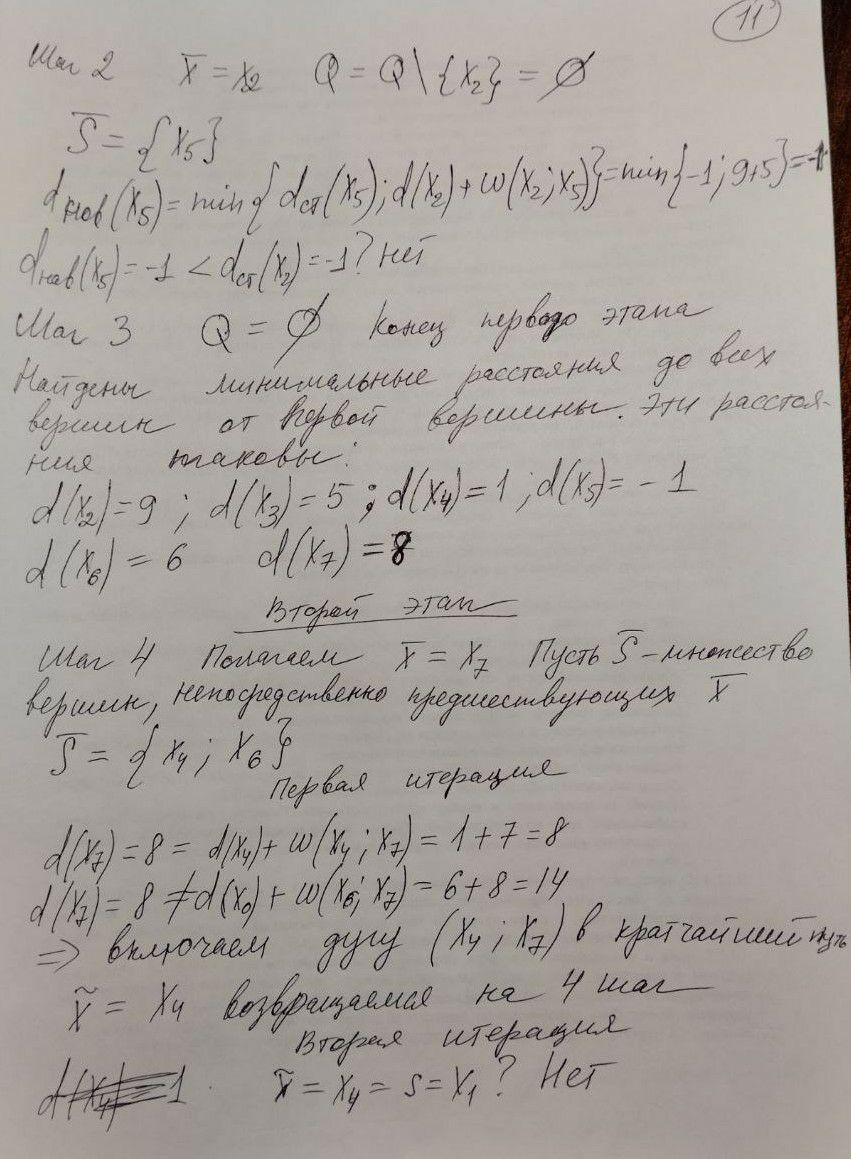 11
Шаг 2 x̅ = x₂ Q = Q \ {x₂} = ∅
S̅ = {x₅}
dнов(x₅) = min{dст(x₅); d(x₂) + w(x₂; x₅)} = min{-1; 9+5} = -1
dнов(x₅) = -1 < dст(x₂) = -1? нет
Шаг 3 Q = ∅ Конец первого этапа
Найдены минимальные расстояния до всех
вершин от первой вершины. Эти расстоя-
ния таковы:
d(x₂) = 9; d(x₃) = 5; d(x₄) = 1; d(x₅) = -1
d(x₆) = 6 d(x₇) = 8
Второй этап
Шаг 4 Полагаем x̅ = x₇ Пусть S̅ - множество
вершин, непосредственно предшествующих x̅
S̅ = {x₄; x₆}
Первая итерация
d(x₇) = 8 = d(x₄) + w(x₄; x₇) = 1 + 7 = 8
d(x₇) = 8 ≠ d(x₆) + w(x₆; x₇) = 6 + 8 = 14
⇒ включаем дугу (x₄; x₇) в кратчайший путь
x̃ = x₄ возвращаемся на 4 шаг
Вторая итерация
x̃ = x₄ = s = x₁? Нет